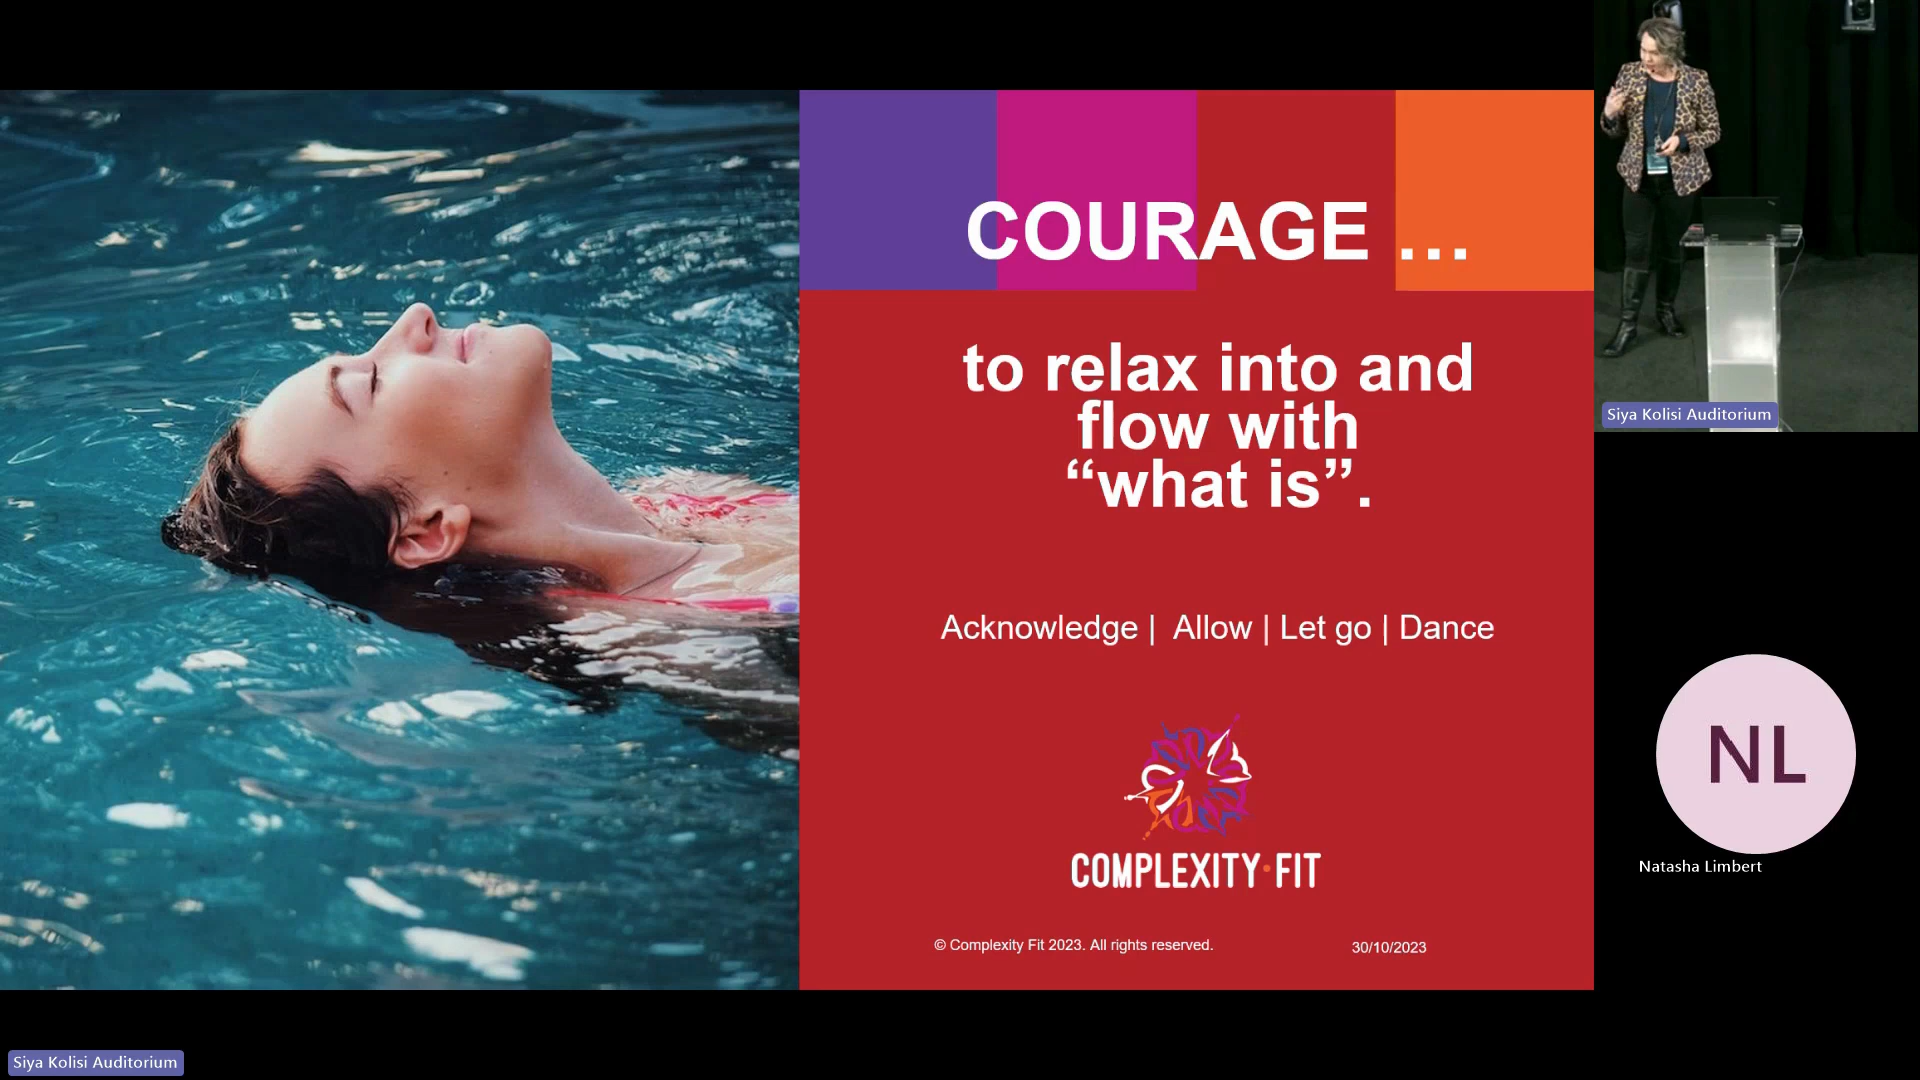 COURAGE ...
to relax into and
flow with
“what is”.
Acknowledge | Allow | Let go | Dance
COMPLEXITY·FIT
© Complexity Fit 2023. All rights reserved.
30/10/2023
Siya Kolisi Auditorium
NL
Natasha Limbert
Siya Kolisi Auditorium